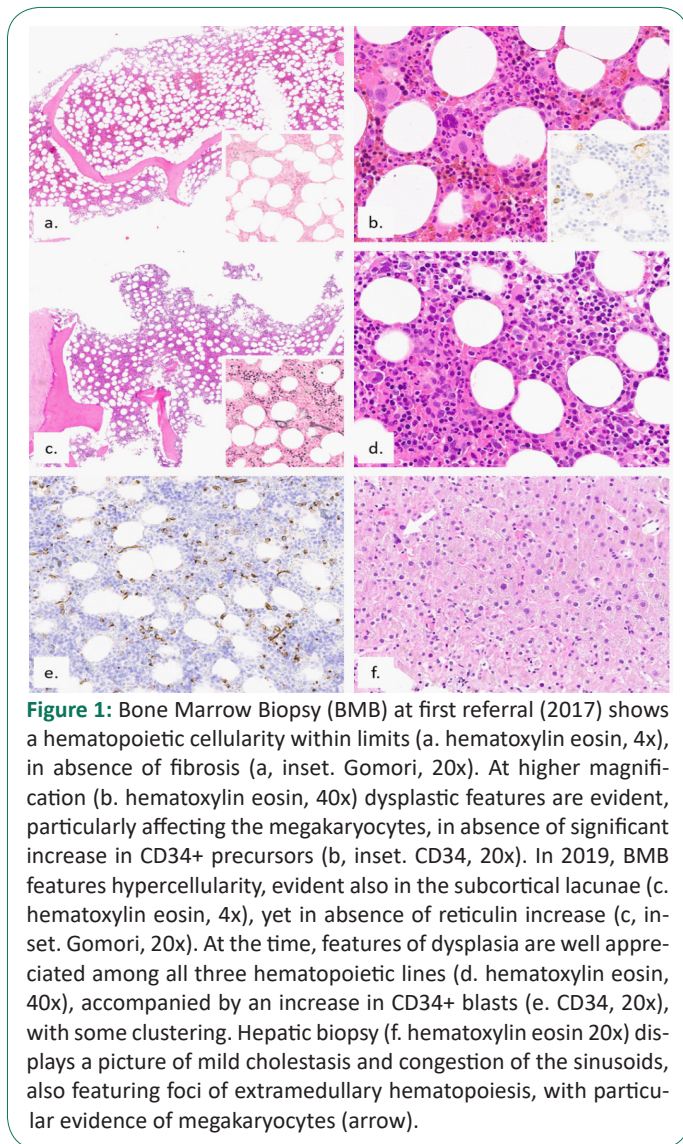 a.
b.
c.
d.
e.
f.
Figure 1: Bone Marrow Biopsy (BMB) at first referral (2017) shows
a hematopoietic cellularity within limits (a. hematoxylin eosin, 4x),
in absence of fibrosis (a, inset. Gomori, 20x). At higher magnifi-
cation (b. hematoxylin eosin, 40x) dysplastic features are evident,
particularly affecting the megakaryocytes, in absence of significant
increase in CD34+ precursors (b, inset. CD34, 20x). In 2019, BMB
features hypercellularity, evident also in the subcortical lacunae (c.
hematoxylin eosin, 4x), yet in absence of reticulin increase (c, in-
set. Gomori, 20x). At the time, features of dysplasia are well appre-
ciated among all three hematopoietic lines (d. hematoxylin eosin,
40x), accompanied by an increase in CD34+ blasts (e. CD34, 20x),
with some clustering. Hepatic biopsy (f. hematoxylin eosin 20x) dis-
plays a picture of mild cholestasis and congestion of the sinusoids,
also featuring foci of extramedullary hematopoiesis, with particu-
lar evidence of megakaryocytes (arrow).